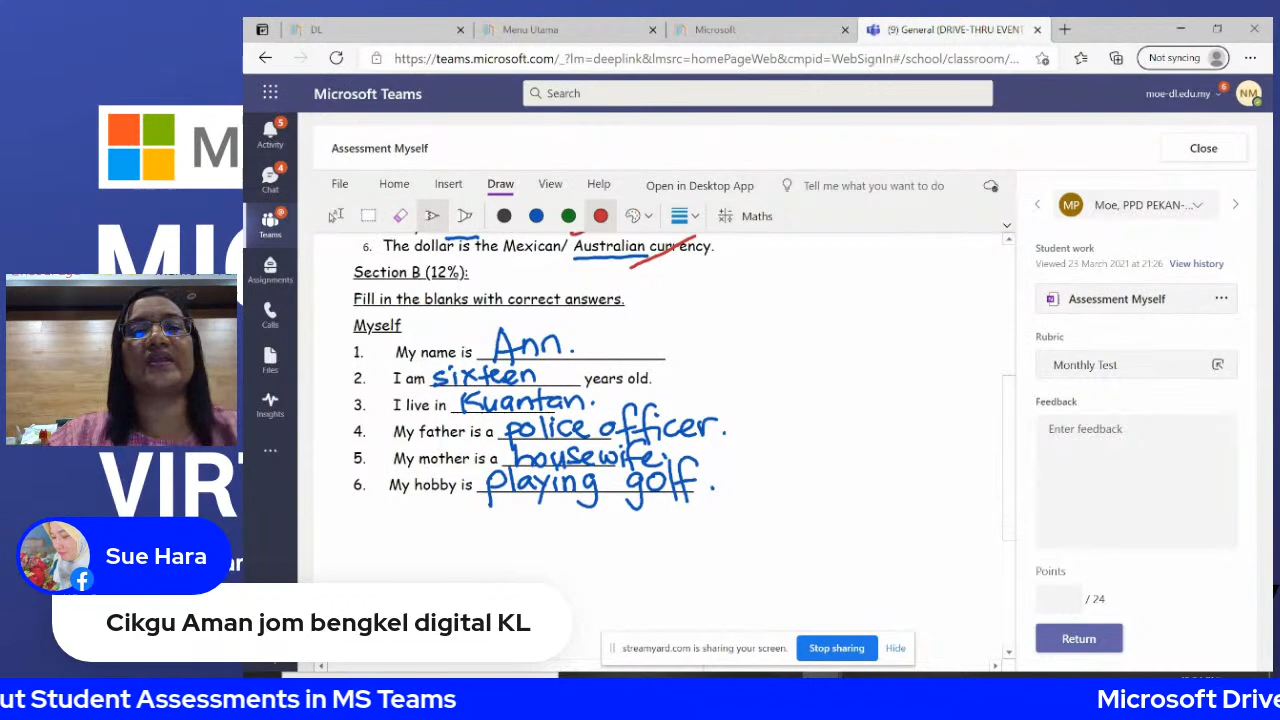 DL
Menu Utama
Microsoft
(9) General (DRIVE-THRU EVENT
https://teams.microsoft.com/_?lm=deeplink&lmsrc=homePageWeb&cmpid=WebSignIn#/school/classroom/...
Not syncing
Microsoft Teams
Search
moe-dl.edu.my
6
NM
5
Activity
4
Chat
Teams
Assignments
Calls
Files
Insights
Assessment Myself
Close
File Home Insert Draw View Help Open in Desktop App Tell me what you want to do
Maths
6. The dollar is the Mexican/ Australian currency.
Section B (12%):
Fill in the blanks with correct answers.
Myself
1. My name is Ann.
2. I am sixteen years old.
3. I live in Kuantan.
4. My father is a police officer.
5. My mother is a housewife.
6. My hobby is playing golf.
MP Moe, PPD PEKAN-...
Student work
Viewed 23 March 2021 at 21:26 View history
Assessment Myself
Rubric
Monthly Test
Feedback
Enter feedback
Points
/ 24
Return
streamyard.com is sharing your screen. Stop sharing Hide
M
VIRT
Sue Hara
Cikgu Aman jom bengkel digital KL
ut Student Assessments in MS Teams
Microsoft Drive